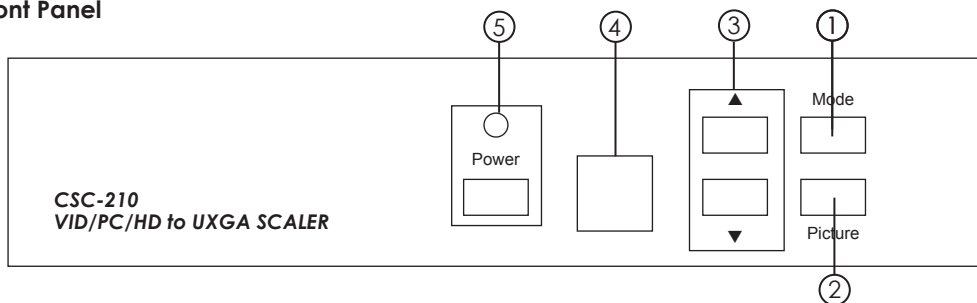 ont Panel
5 4 3 1
▲ Mode
Power
CSC-210
VID/PC/HD to UXGA SCALER
▼ Picture
2